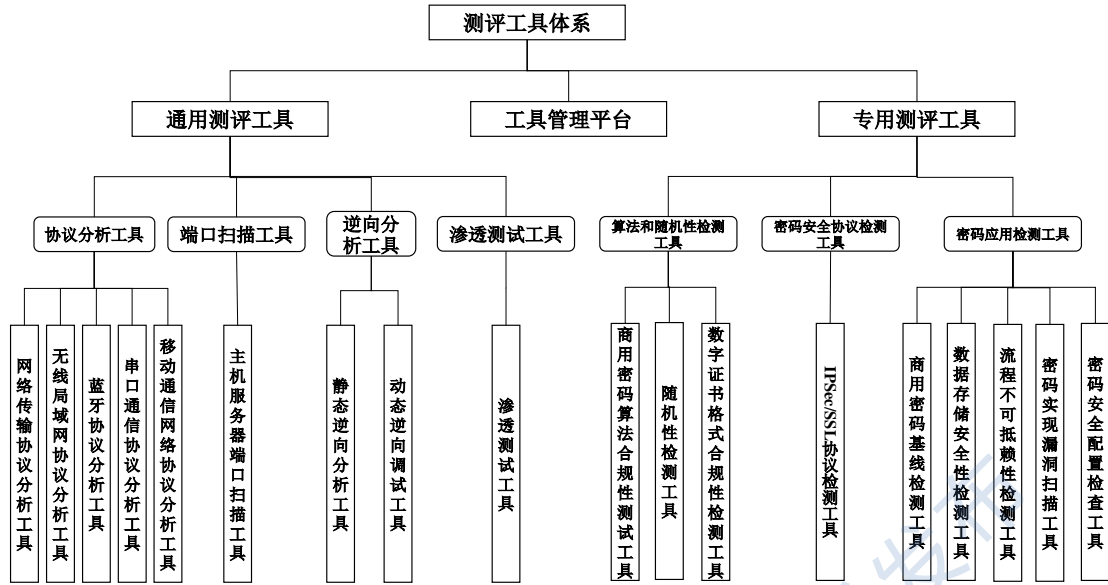 测评工具体系
通用测评工具
工具管理平台
专用测评工具
协议分析工具
端口扫描工具
逆向分
析工具
渗透测试工具
算法和随机性检测
工具
密码安全协议检测
工具
密码应用检测工具
网络传输协议分析工具
无线局域网协议分析工具
蓝牙协议分析工具
串口通信协议分析工具
移动通信网络协议分析工具
主机服务器端口扫描工具
静态逆向分析工具
动态逆向调试工具
渗透测试工具
商用密码算法合规性测试工具
随机性检测工具
数字证书格式合规性检测工具
IPSec/SSL协议检测工具
商用密码基线检测工具
数据存储安全性检测工具
流程不可抵赖性检测工具
密码实现漏洞扫描工具
密码安全配置检查工具
发布